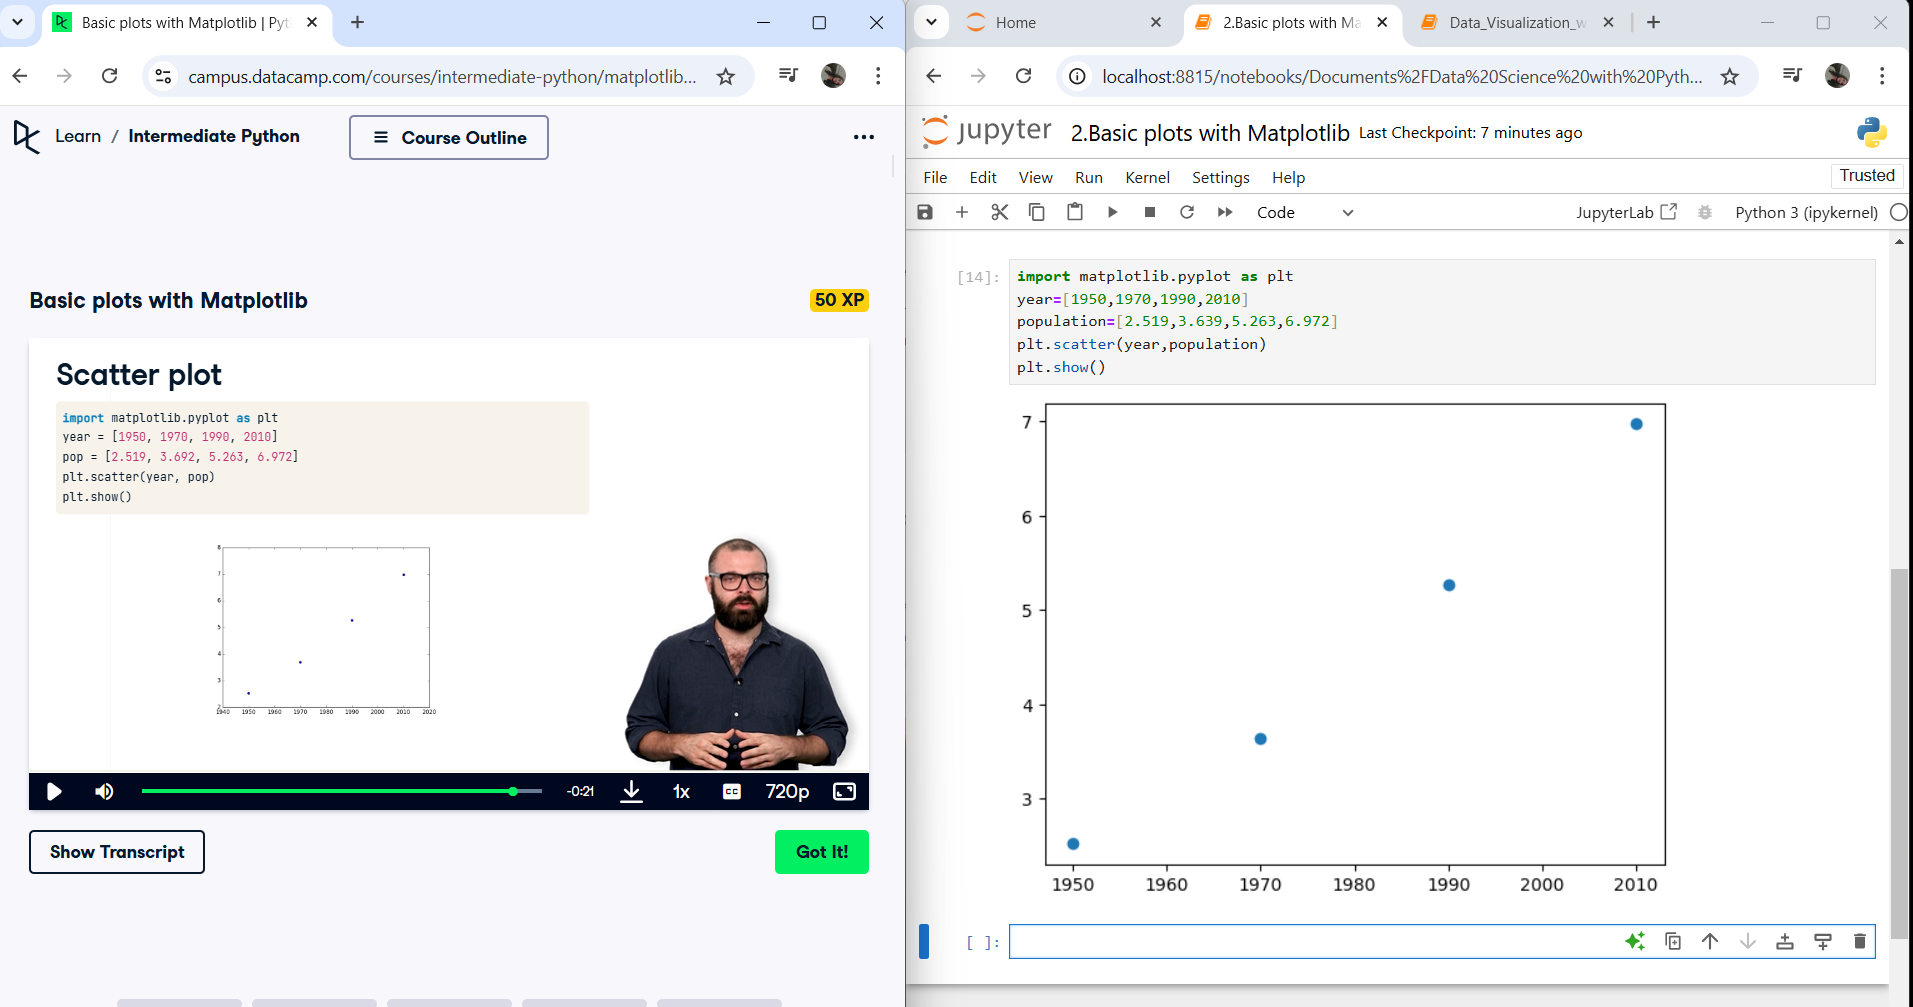 Basic plots with Matplotlib | Pyt
campus.datacamp.com/courses/intermediate-python/matplotlib...
Learn / Intermediate Python
Course Outline
Basic plots with Matplotlib
50 XP
Scatter plot
import matplotlib.pyplot as plt
year = [1950, 1970, 1990, 2010]
pop = [2.519, 3.692, 5.263, 6.972]
plt.scatter(year, pop)
plt.show()
8
7
6
5
4
3
2
1940 1950 1960 1970 1980 1990 2000 2010 2020
-0:21
1x
CC
720p
Show Transcript
Got It!
Home
2.Basic plots with Ma
Data_Visualization_w
localhost:8815/notebooks/Documents%2FData%20Science%20with%20Pyth...
jupyter
2.Basic plots with Matplotlib Last Checkpoint: 7 minutes ago
File Edit View Run Kernel Settings Help
Trusted
Code
JupyterLab
Python 3 (ipykernel)
[14]:
import matplotlib.pyplot as plt
year=[1950,1970,1990,2010]
population=[2.519,3.639,5.263,6.972]
plt.scatter(year,population)
plt.show()
7
6
5
4
3
1950 1960 1970 1980 1990 2000 2010
[ ]: